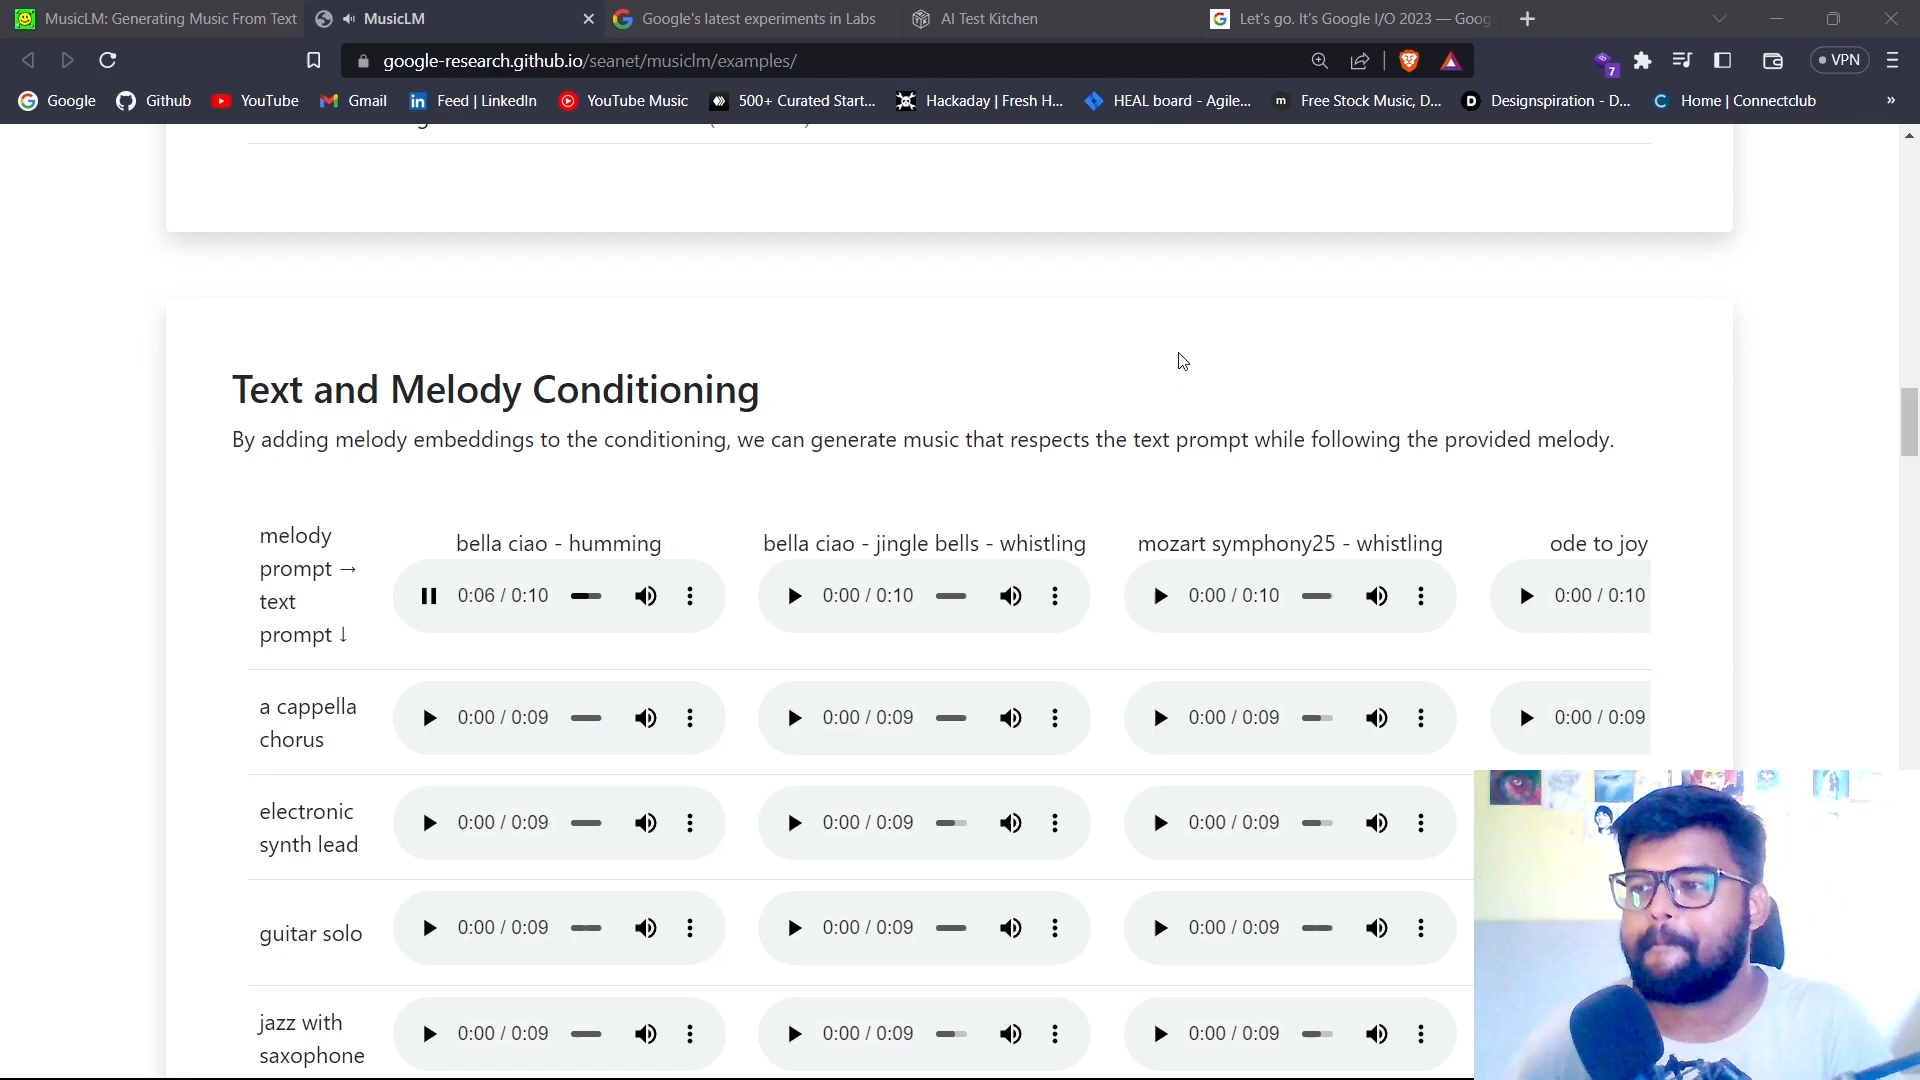 MusicLM: Generating Music From Text
MusicLM
Google's latest experiments in Labs
AI Test Kitchen
Let's go. It's Google I/O 2023 — Goog
google-research.github.io/seanet/musiclm/examples/
7
VPN
Google
Github
YouTube
Gmail
Feed | LinkedIn
YouTube Music
500+ Curated Start...
Hackaday | Fresh H...
HEAL board - Agile...
Free Stock Music, D...
Designspiration - D...
Home | Connectclub
»
Text and Melody Conditioning
By adding melody embeddings to the conditioning, we can generate music that respects the text prompt while following the provided melody.
melody
prompt →
text
prompt ↓
bella ciao - humming
bella ciao - jingle bells - whistling
mozart symphony25 - whistling
ode to joy
0:06 / 0:10
0:00 / 0:10
0:00 / 0:10
0:00 / 0:10
a cappella
chorus
0:00 / 0:09
0:00 / 0:09
0:00 / 0:09
0:00 / 0:09
electronic
synth lead
0:00 / 0:09
0:00 / 0:09
0:00 / 0:09
guitar solo
0:00 / 0:09
0:00 / 0:09
0:00 / 0:09
jazz with
saxophone
0:00 / 0:09
0:00 / 0:09
0:00 / 0:09